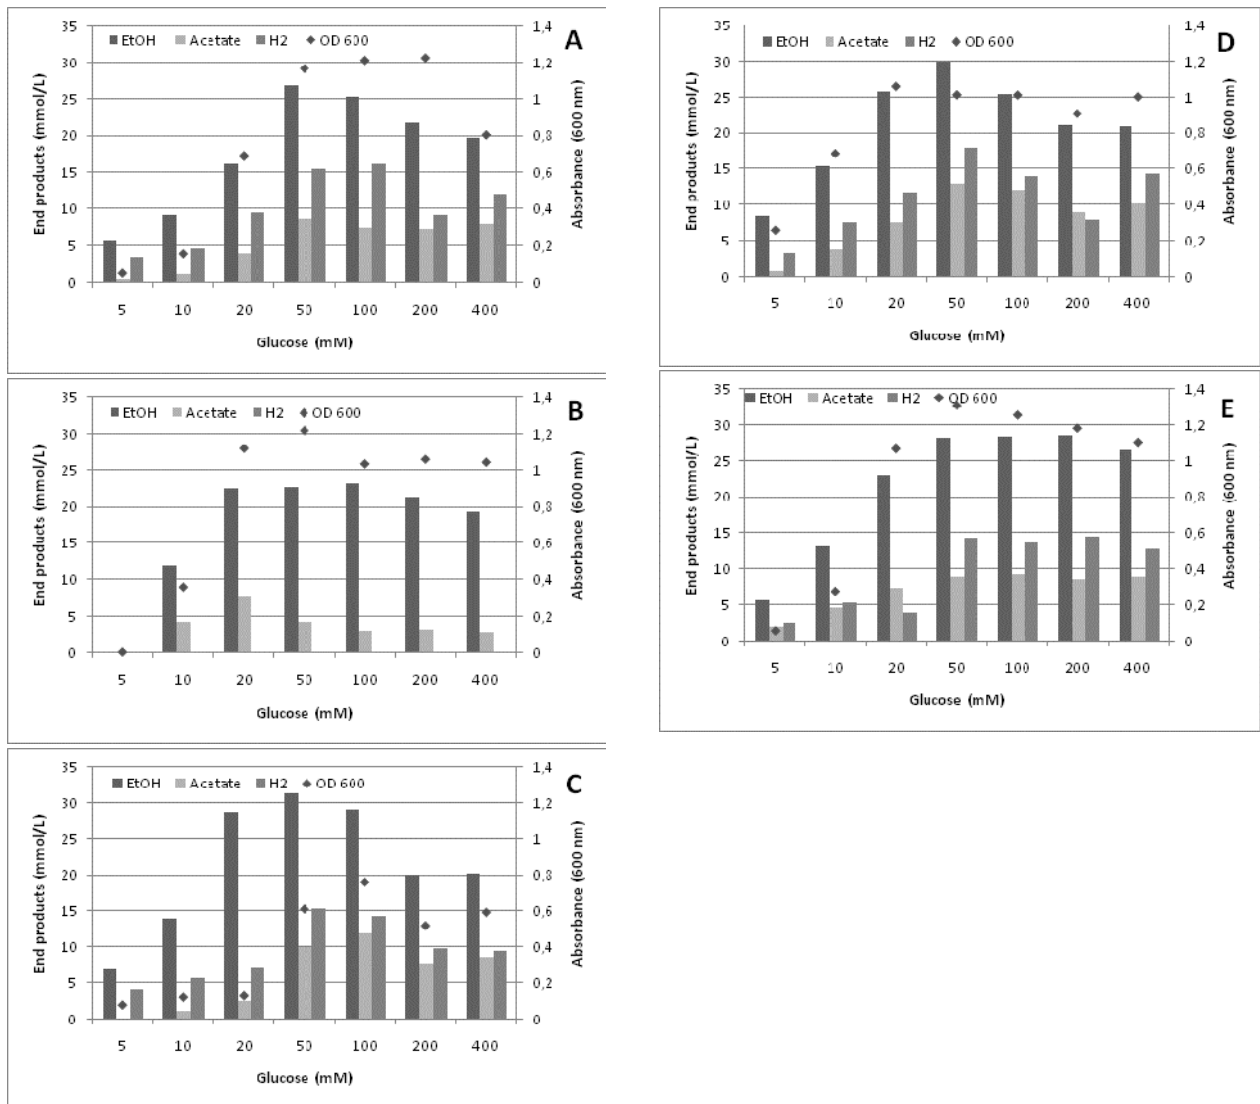 A
EtOH Acetate H2 OD 600
35
30
25
20
15
10
5
0
1,4
1,2
1
0,8
0,6
0,4
0,2
0
End products (mmol/L)
Absorbance (600 nm)
5 10 20 50 100 200 400
Glucose (mM)
B
EtOH Acetate H2 OD 600
35
30
25
20
15
10
5
0
1,4
1,2
1
0,8
0,6
0,4
0,2
0
End products (mmol/L)
Absorbance (600 nm)
5 10 20 50 100 200 400
Glucose (mM)
C
EtOH Acetate H2 OD 600
35
30
25
20
15
10
5
0
1,4
1,2
1
0,8
0,6
0,4
0,2
0
End products (mmol/L)
Absorbance (600 nm)
5 10 20 50 100 200 400
Glucose (mM)
D
EtOH Acetate H2 OD 600
35
30
25
20
15
10
5
0
1,4
1,2
1
0,8
0,6
0,4
0,2
0
End products (mmol/L)
Absorbance (600 nm)
5 10 20 50 100 200 400
Glucose (mM)
E
EtOH Acetate H2 OD 600
35
30
25
20
15
10
5
0
1,4
1,2
1
0,8
0,6
0,4
0,2
0
End products (mmol/L)
Absorbance (600 nm)
5 10 20 50 100 200 400
Glucose (mM)